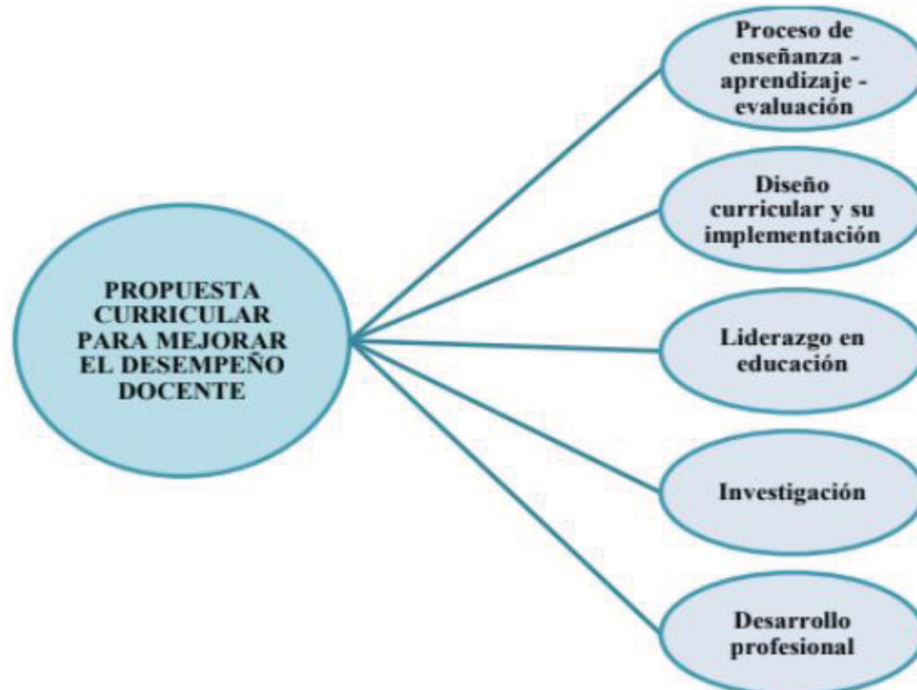 Proceso de
enseñanza -
aprendizaje -
evaluación
Diseño
curricular y su
implementación
PROPUESTA
CURRICULAR
PARA MEJORAR
EL DESEMPEÑO
DOCENTE
Liderazgo en
educación
Investigación
Desarrollo
profesional